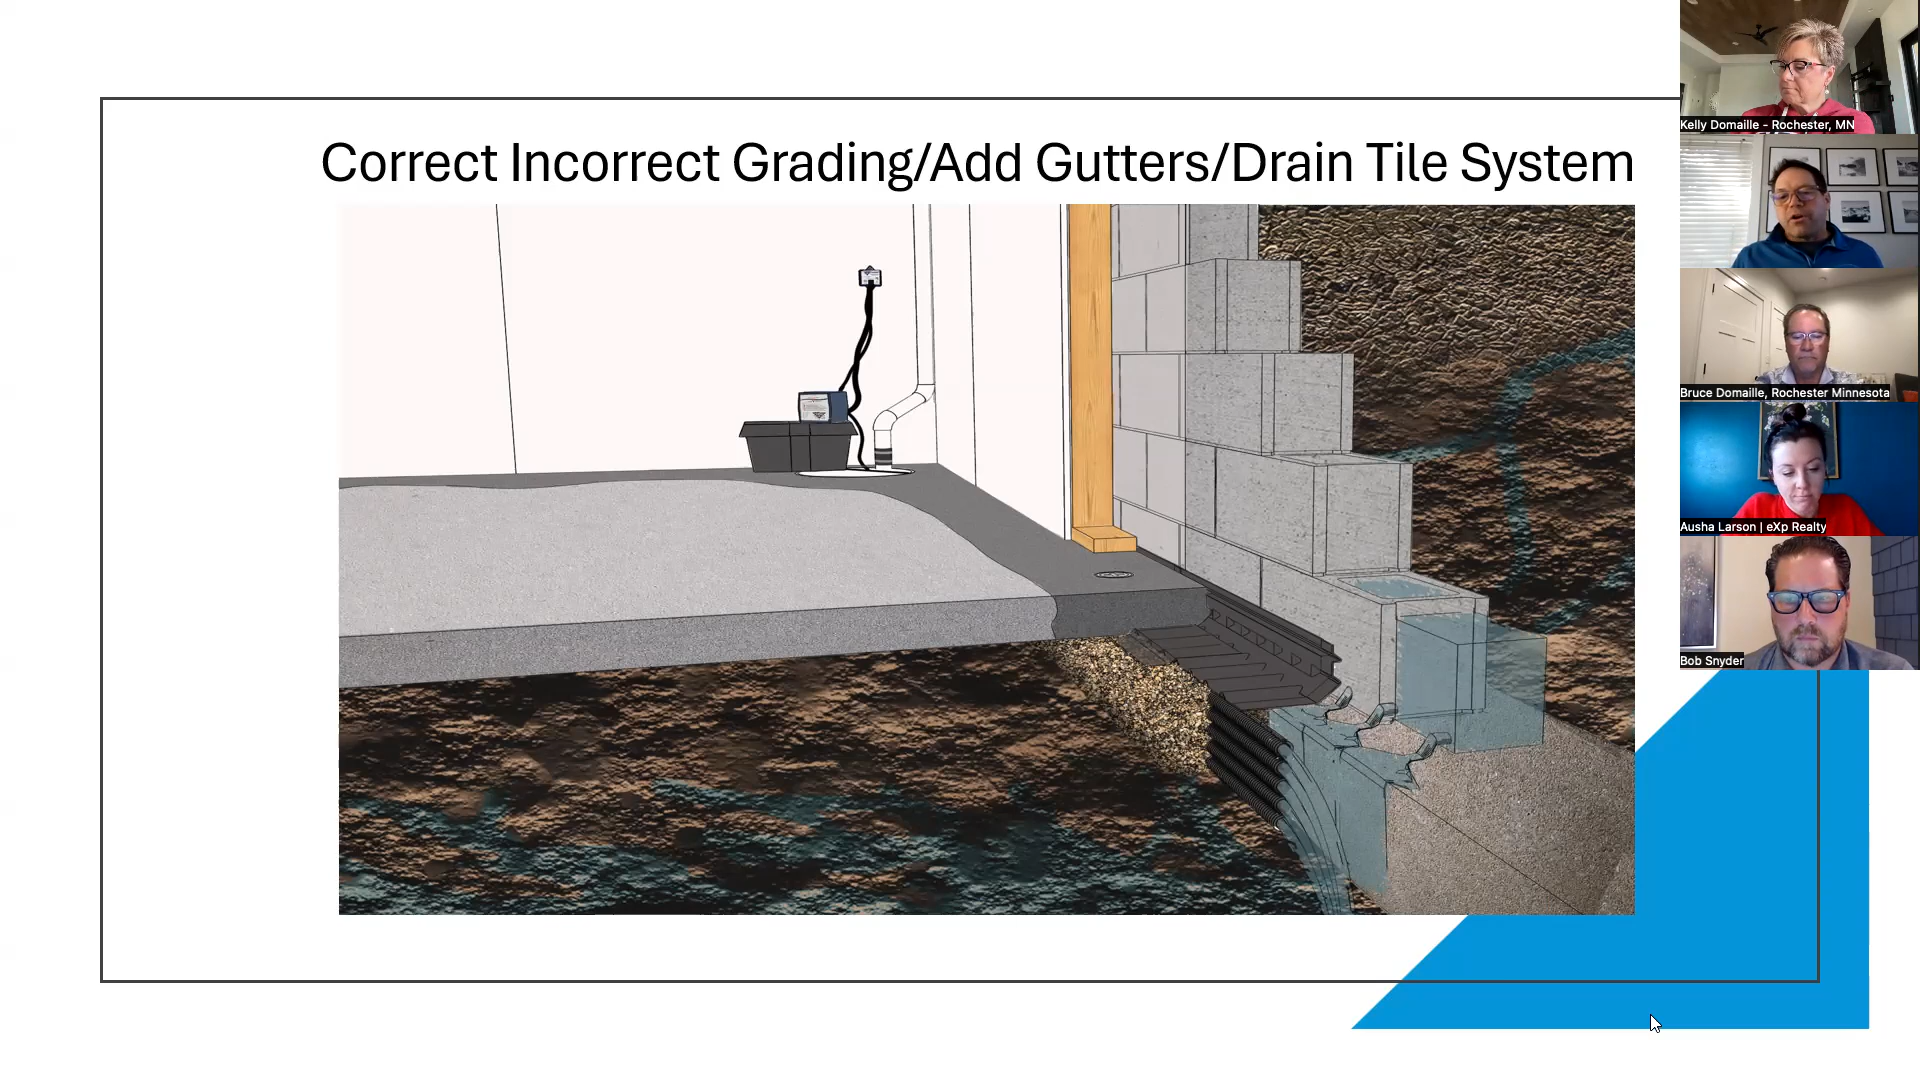 Correct Incorrect Grading/Add Gutters/Drain Tile System
Kelly Domaille - Rochester, MN
Bruce Domaille, Rochester Minnesota
Ausha Larson | eXp Realty
Bob Snyder